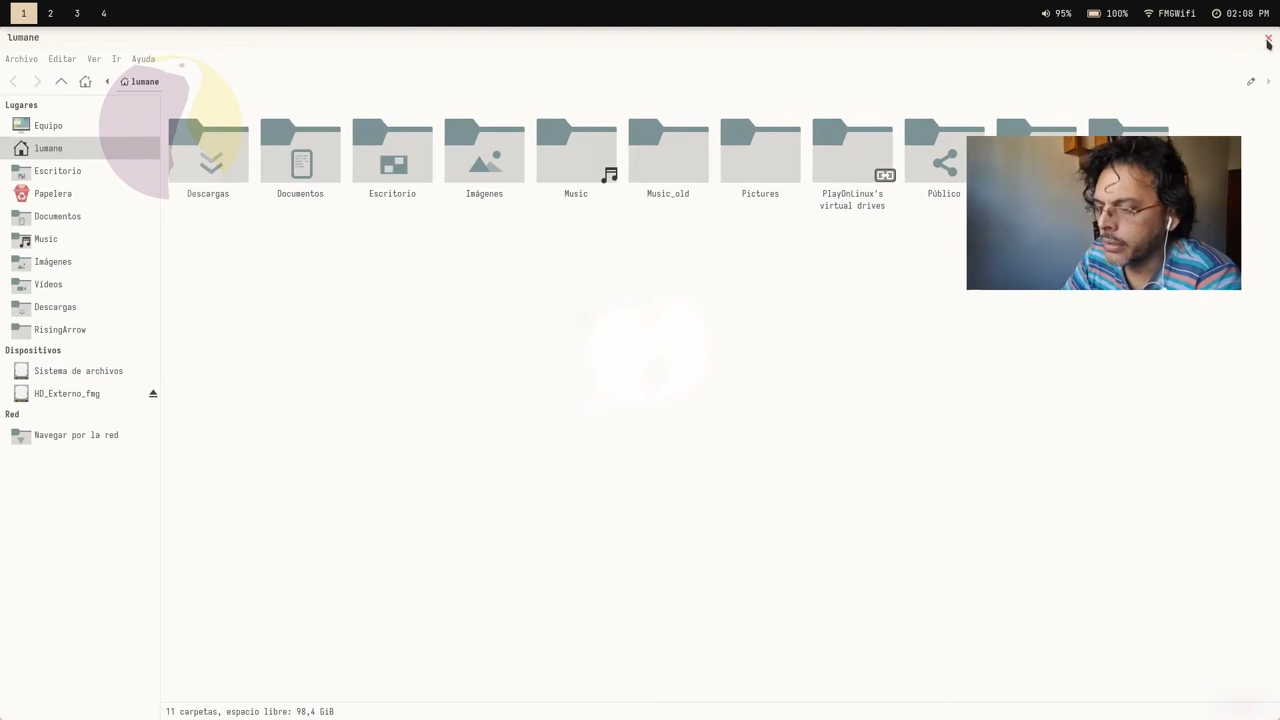 1 2 3 4 95% 100% FMGWifi 02:08 PM
lumane
Archivo Editar Ver Ir Ayuda
lumane
Lugares
Equipo
lumane
Escritorio
Papelera
Documentos
Music
Imágenes
Vídeos
Descargas
RisingArrow
Dispositivos
Sistema de archivos
HD_Externo_fmg
Red
Navegar por la red
Descargas Documentos Escritorio Imágenes Music Music_old Pictures PlayOnLinux's Público
virtual drives
11 carpetas, espacio libre: 98,4 GiB